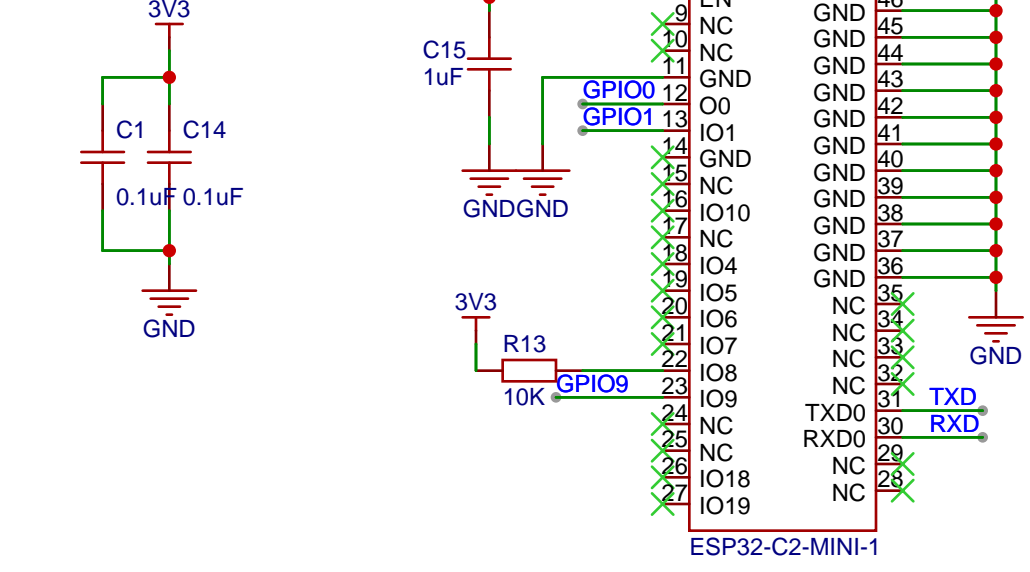 3V3
C1
C14
0.1uF
0.1uF
GND
C15
1uF
GND
GND
GPIO0
GPIO1
3V3
R13
10K
GPIO9
EN
9
NC
10
NC
11
GND
12
O0
13
IO1
14
GND
15
NC
16
IO10
17
NC
18
IO4
19
IO5
20
IO6
21
IO7
22
IO8
23
IO9
24
NC
25
NC
26
IO18
27
IO19
GND
46
GND
45
GND
44
GND
43
GND
42
GND
41
GND
40
GND
39
GND
38
GND
37
GND
36
NC
35
NC
34
NC
33
NC
32
TXD0
31
TXD
RXD0
30
RXD
NC
29
NC
28
GND
ESP32-C2-MINI-1